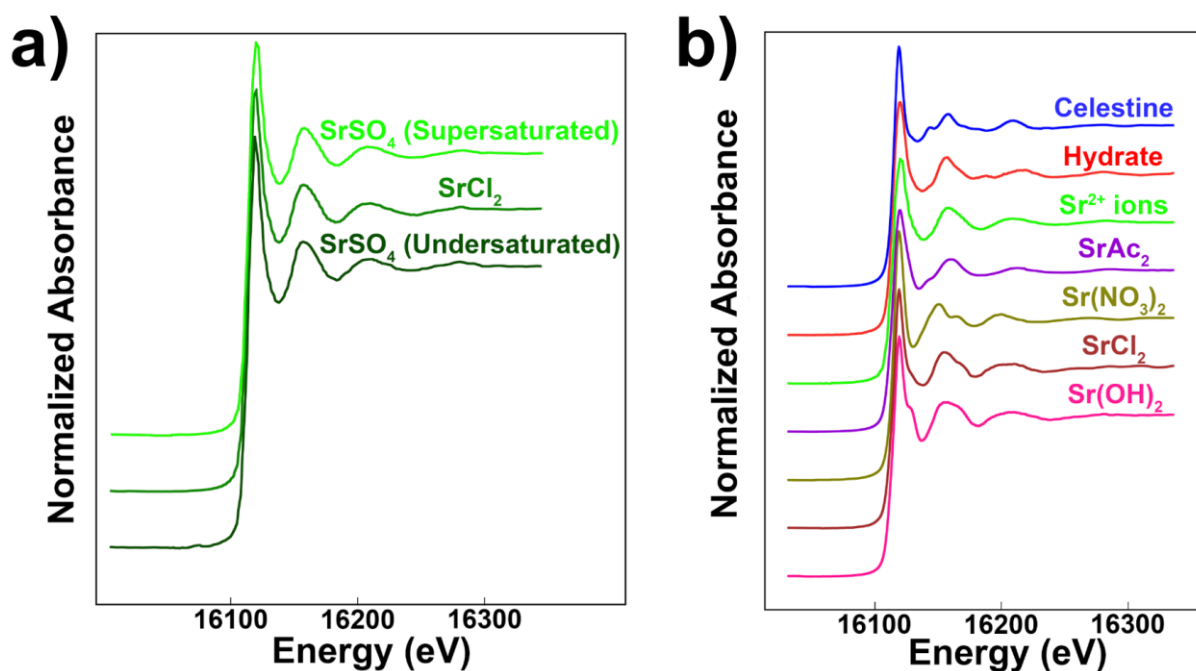 a)
Normalized Absorbance
SrSO₄ (Supersaturated)
SrCl₂
SrSO₄ (Undersaturated)
16100 16200 16300
Energy (eV)
b)
Normalized Absorbance
Celestine
Hydrate
Sr²⁺ ions
SrAc₂
Sr(NO₃)₂
SrCl₂
Sr(OH)₂
16100 16200 16300
Energy (eV)